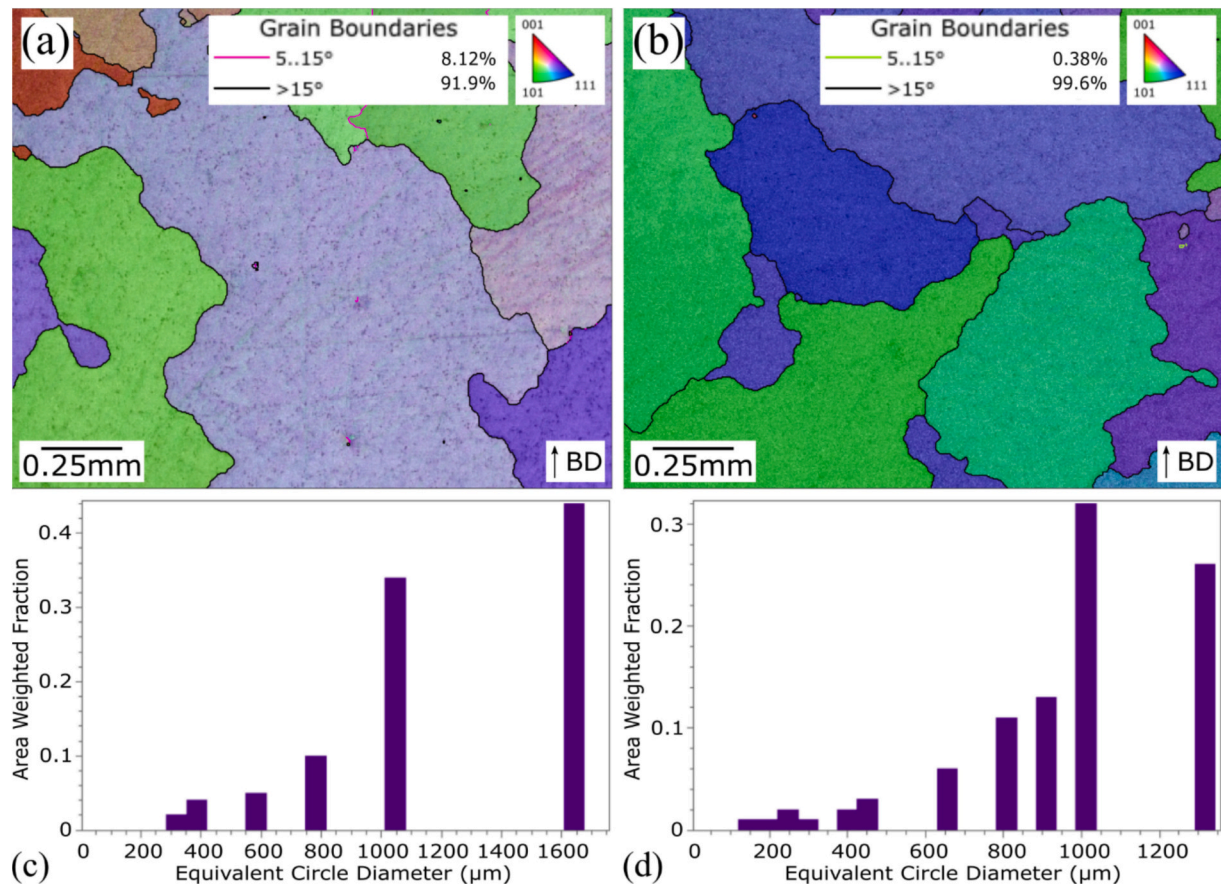 (a)
Grain Boundaries
5..15° 8.12%
>15° 91.9%
001
101 111
0.25mm
↑ BD
(b)
Grain Boundaries
5..15° 0.38%
>15° 99.6%
001
101 111
0.25mm
↑ BD
(c)
Area Weighted Fraction
0.4
0.3
0.2
0.1
0
0 200 400 600 800 1000 1200 1400 1600
Equivalent Circle Diameter (µm)
(d)
Area Weighted Fraction
0.3
0.2
0.1
0
0 200 400 600 800 1000 1200
Equivalent Circle Diameter (µm)